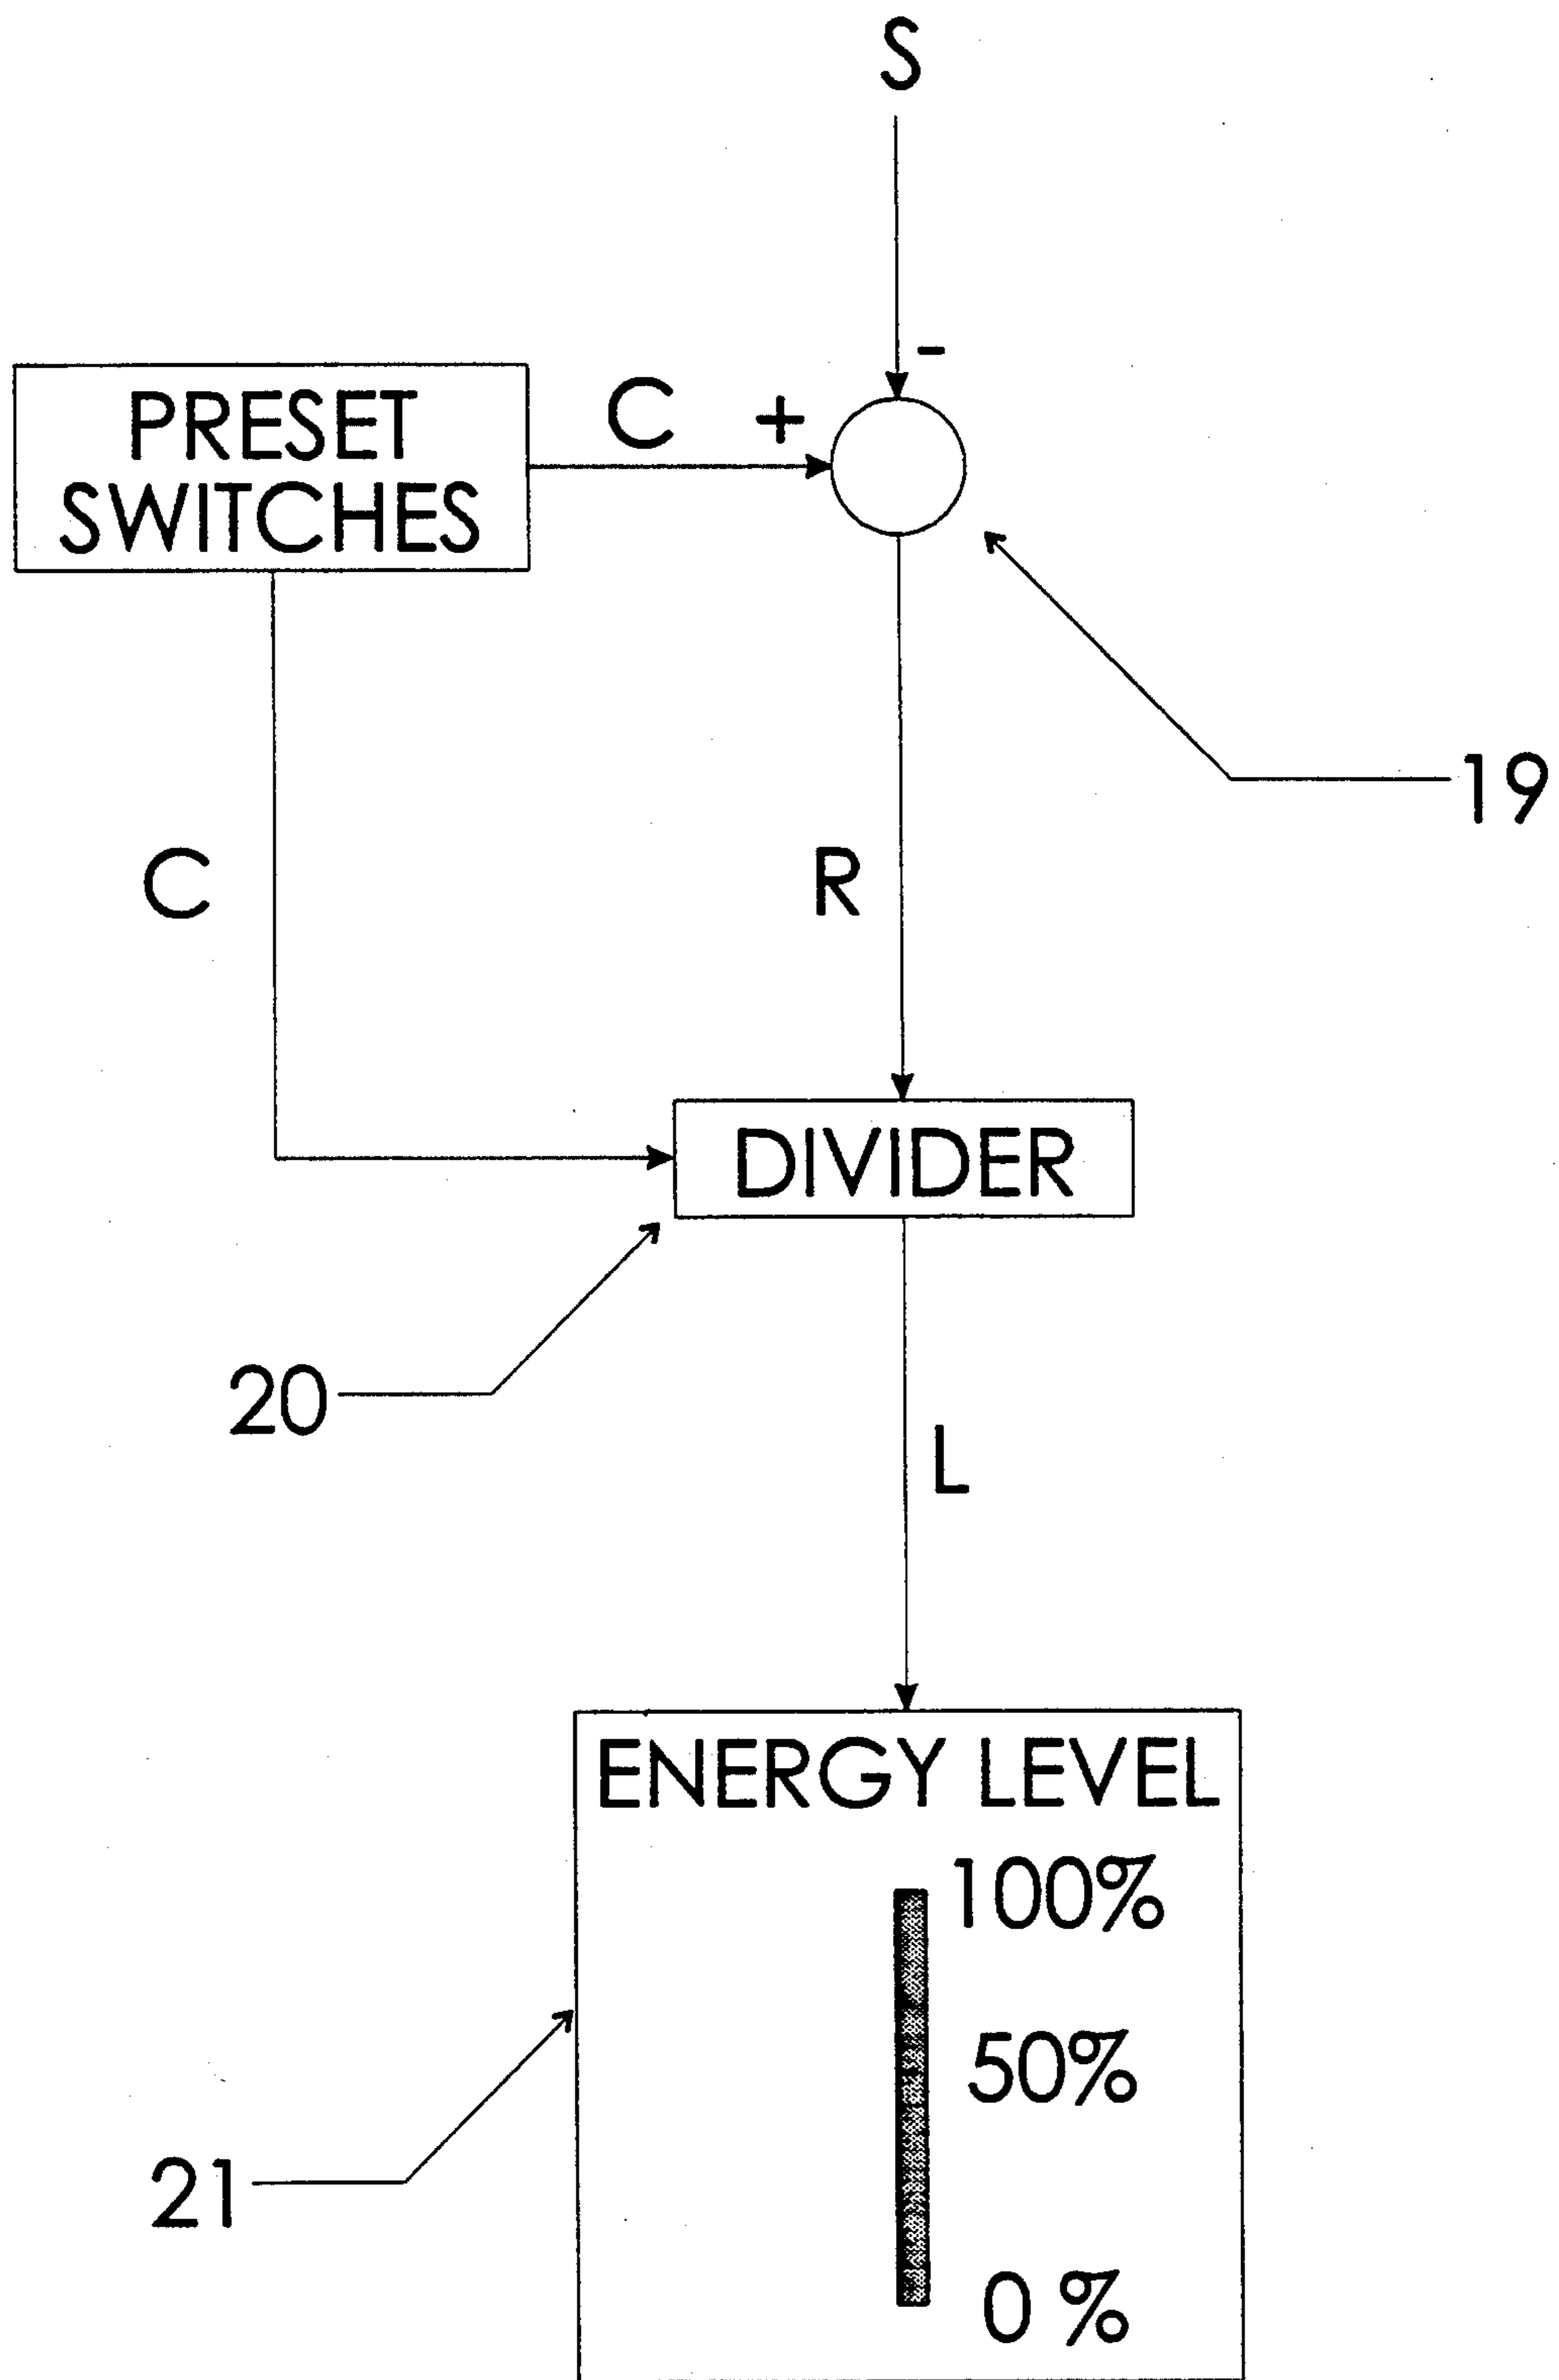 S
-
PRESET
SWITCHES
C +
19
C
R
DIVIDER
20
L
ENERGY LEVEL
100%
50%
21
0 %